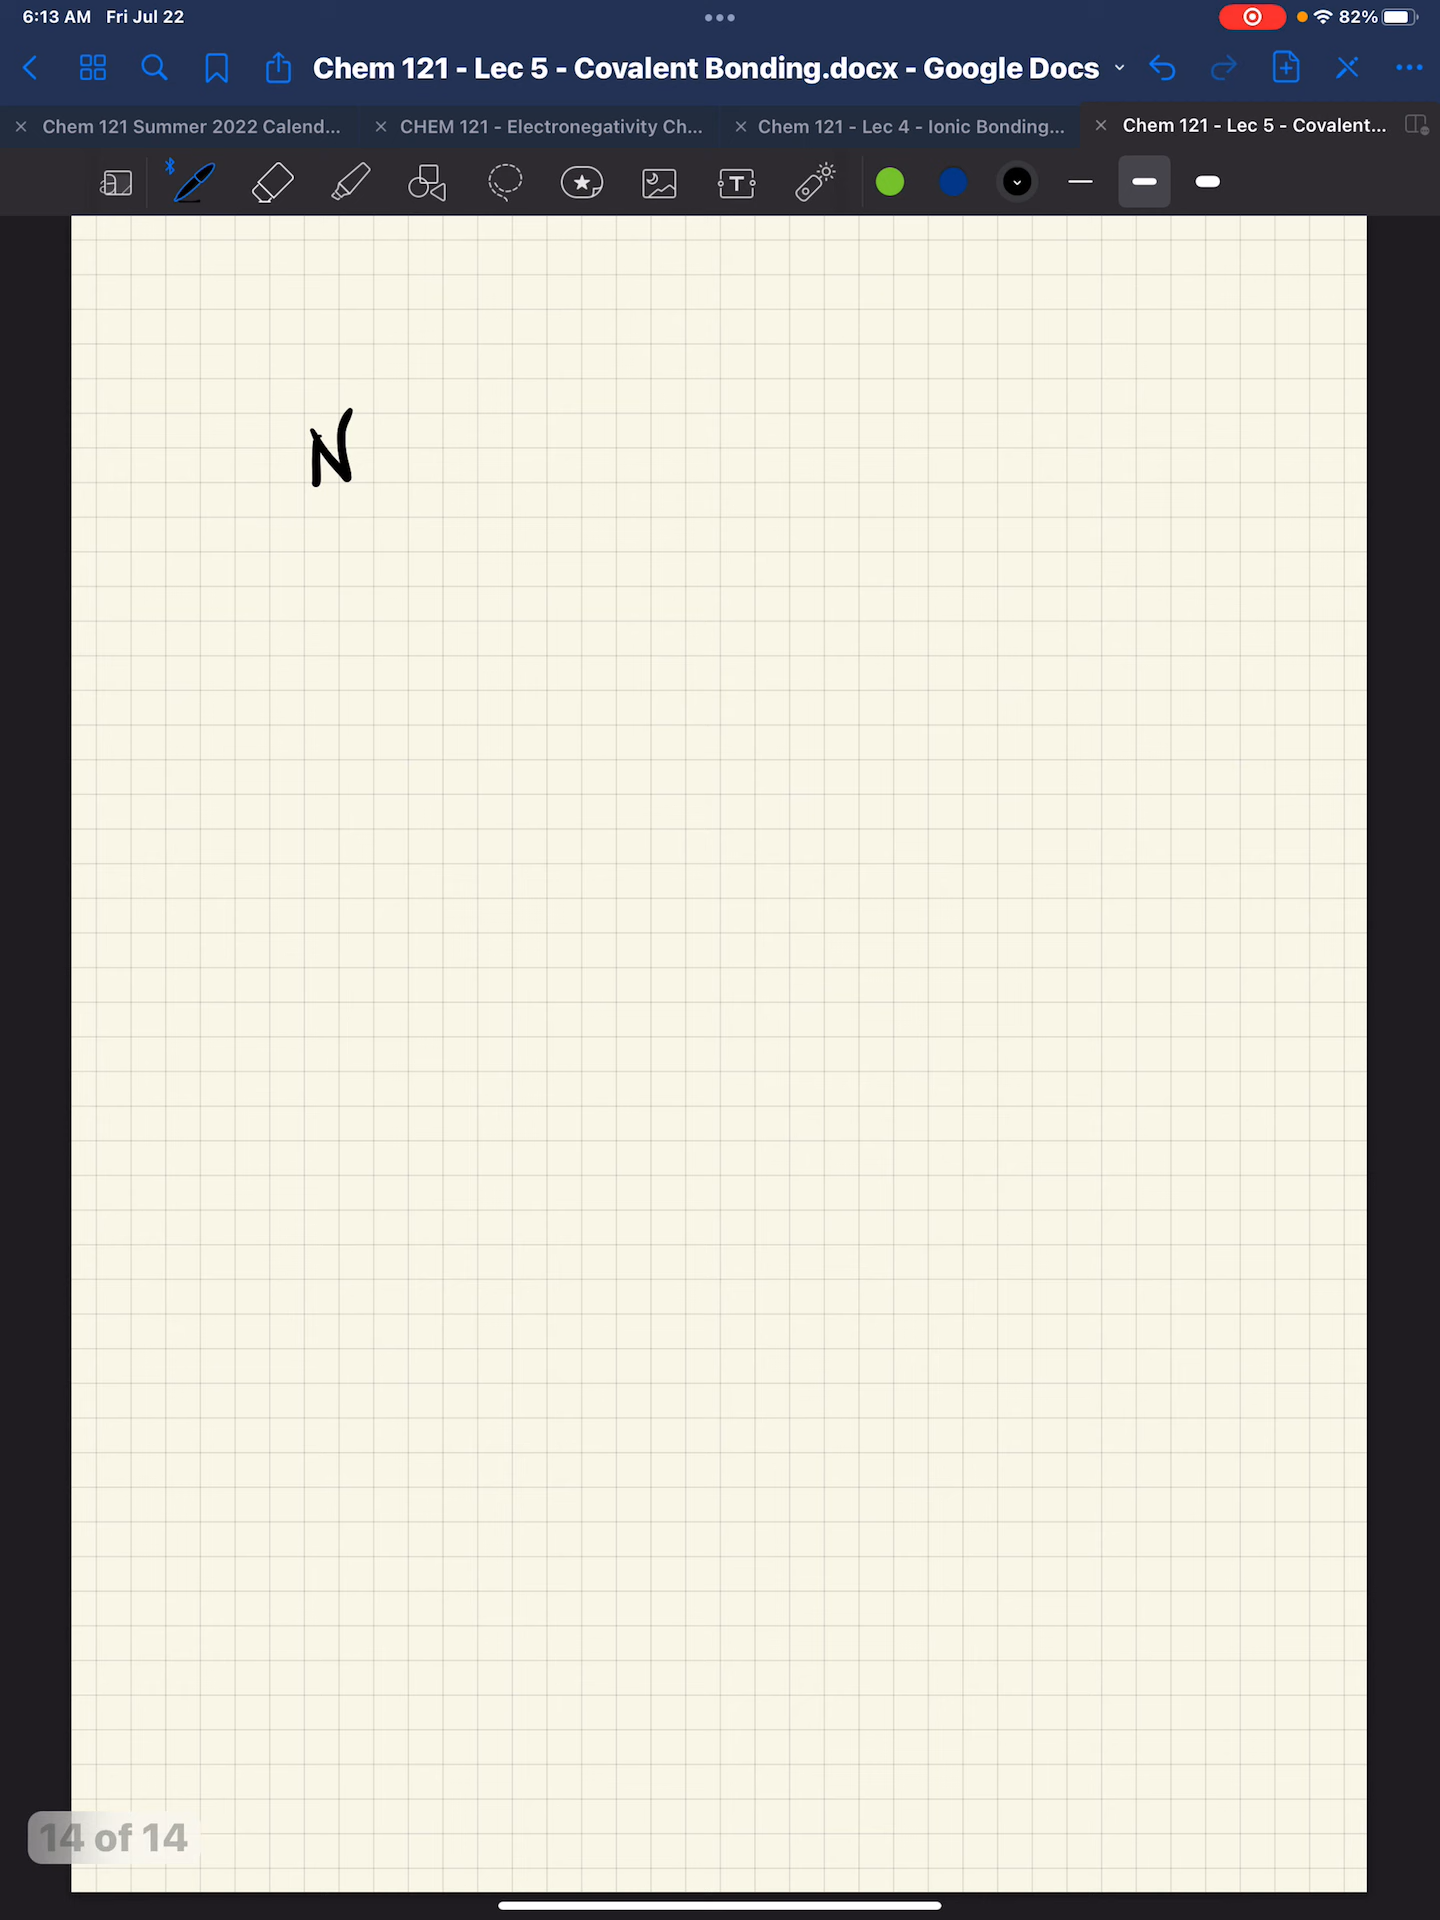 6:13 AM Fri Jul 22 82%
Chem 121 - Lec 5 - Covalent Bonding.docx - Google Docs
Chem 121 Summer 2022 Calend... CHEM 121 - Electronegativity Ch... Chem 121 - Lec 4 - Ionic Bonding... Chem 121 - Lec 5 - Covalent...
T
N
14 of 14